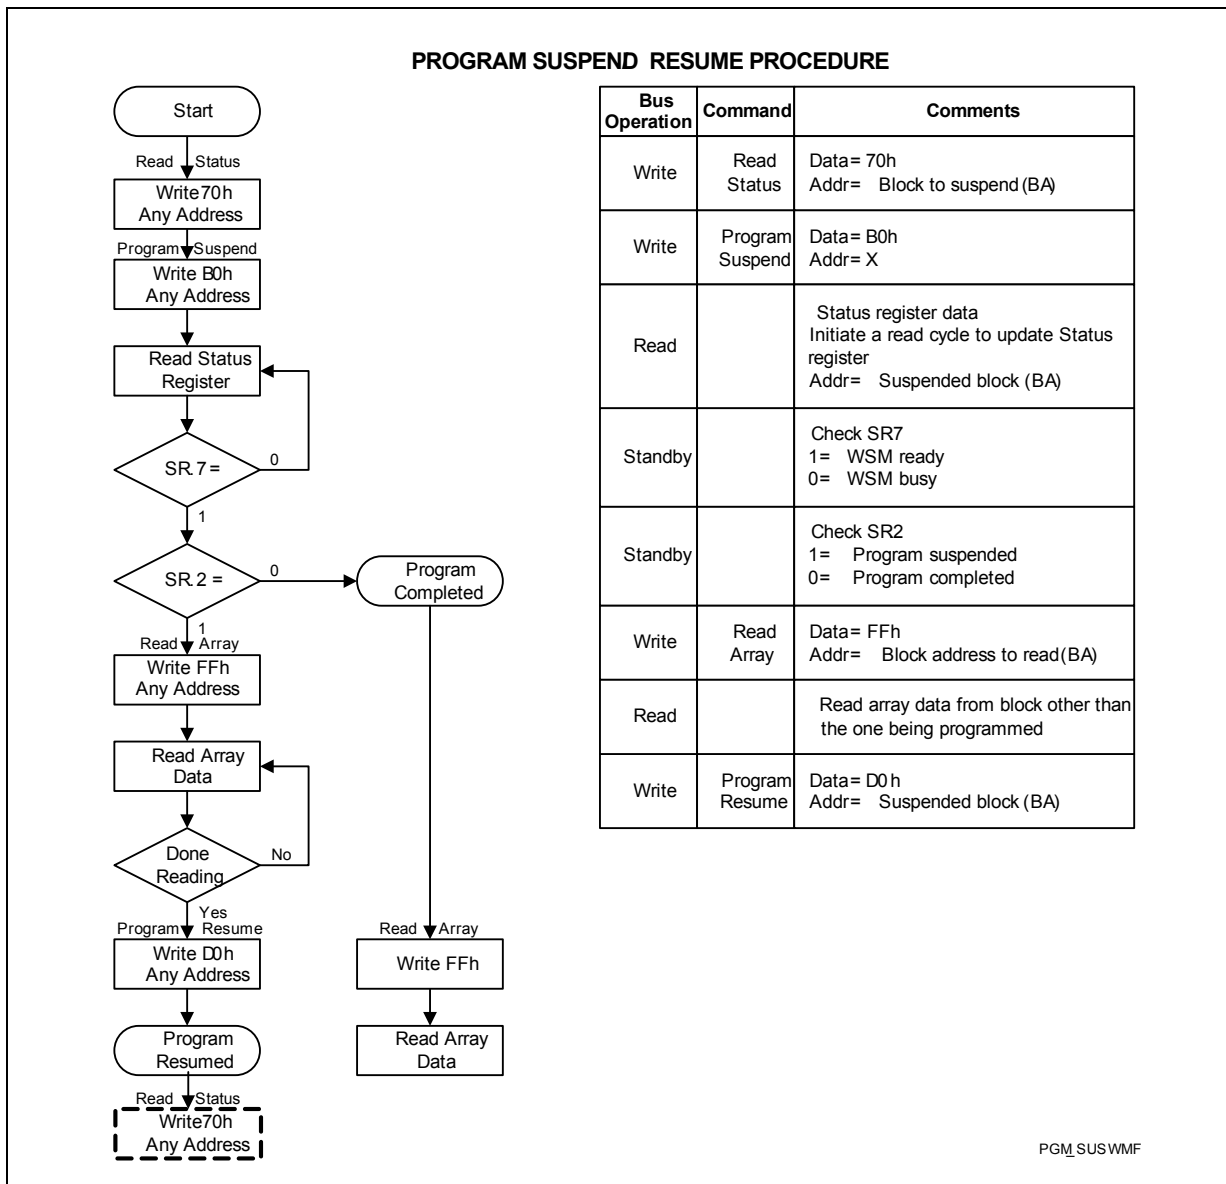 PROGRAM SUSPEND RESUME PROCEDURE
Start
Read Status
Write70h
Any Address
Program Suspend
Write B0h
Any Address
Read Status
Register
SR.7 =
0
1
SR.2 =
0
Program
Completed
1
Read Array
Write FFh
Any Address
Read Array
Data
Done
Reading
No
Yes
Program Resume
Write D0h
Any Address
Program
Resumed
Read Status
Write70h
Any Address
Read Array
Write FFh
Read Array
Data
Bus
Operation
Command
Comments
Write
Read
Status
Data= 70h
Addr= Block to suspend (BA)
Write
Program
Suspend
Data= B0h
Addr= X
Read
Status register data
Initiate a read cycle to update Status
register
Addr= Suspended block (BA)
Standby
Check SR7
1= WSM ready
0= WSM busy
Standby
Check SR2
1= Program suspended
0= Program completed
Write
Read
Array
Data= FFh
Addr= Block address to read (BA)
Read
Read array data from block other than
the one being programmed
Write
Program
Resume
Data= D0h
Addr= Suspended block (BA)
PGM_SUSWMF